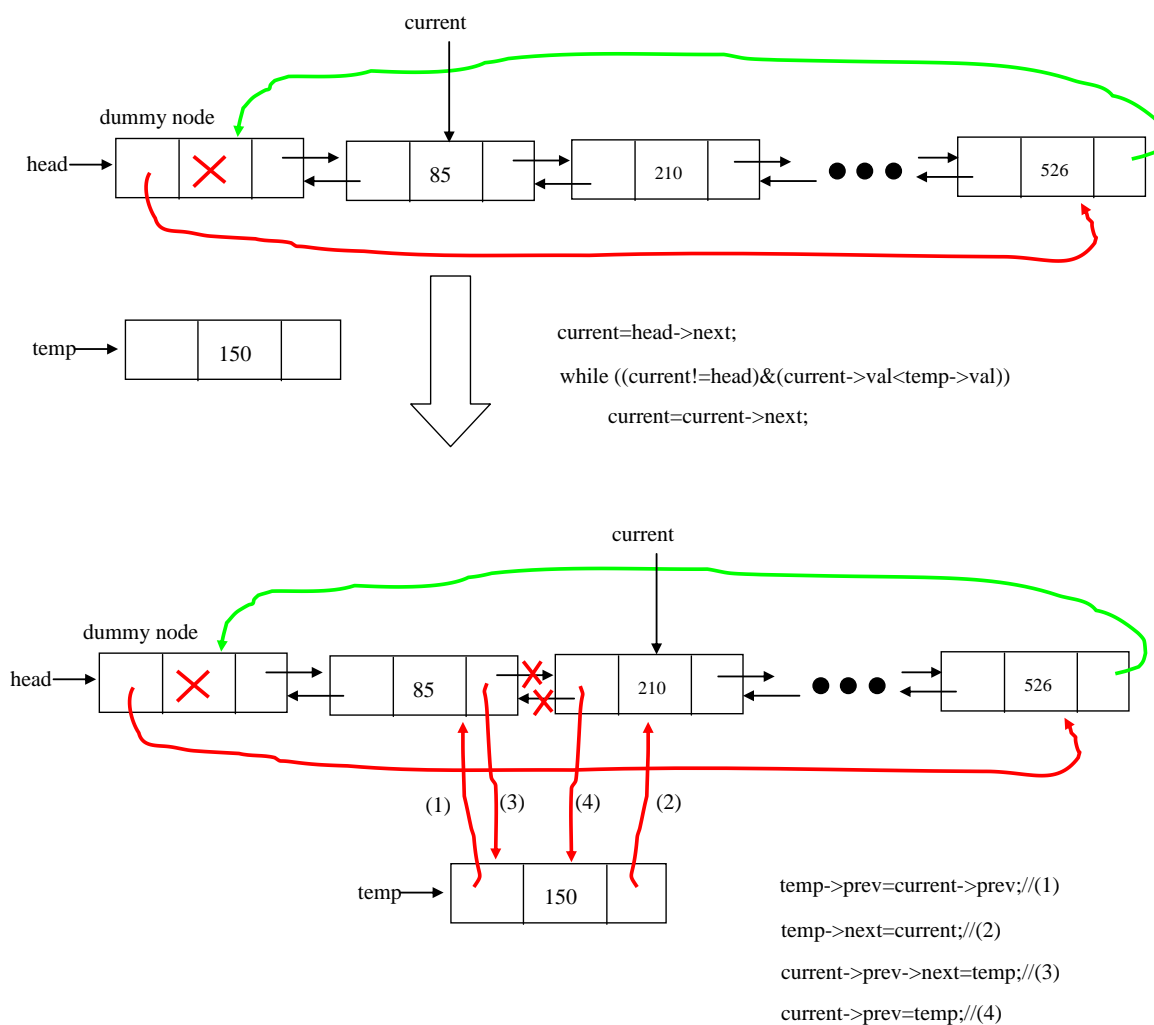 current
dummy node
head
85
210
526
temp
150
current=head->next;
while ((current!=head)&(current->val<temp->val))
current=current->next;
current
dummy node
head
85
210
526
(1)
(3)
(4)
(2)
temp
150
temp->prev=current->prev;//(1)
temp->next=current;//(2)
current->prev->next=temp;//(3)
current->prev=temp;//(4)